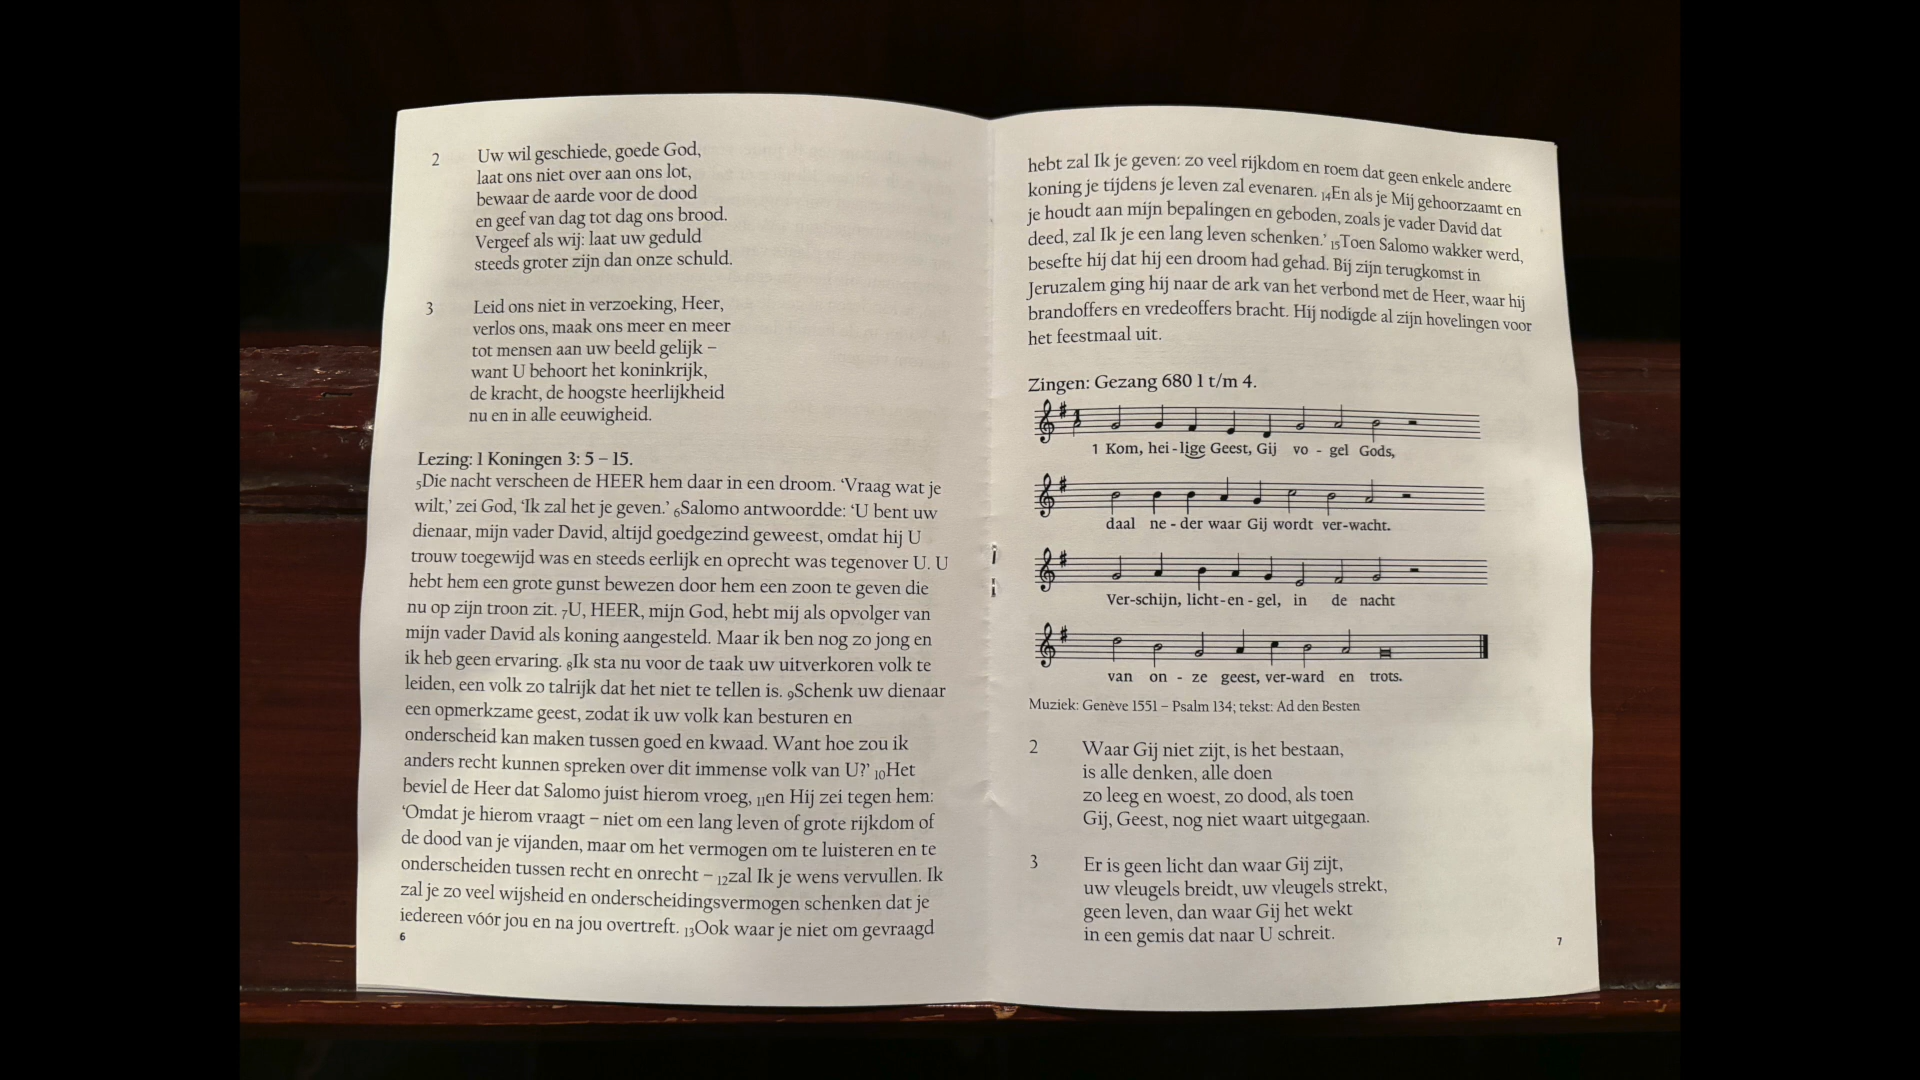 2 Uw wil geschiede, goede God,
laat ons niet over aan ons lot,
bewaar de aarde voor de dood
en geef van dag tot dag ons brood.
Vergeef als wij: laat uw geduld
steeds groter zijn dan onze schuld.
3 Leid ons niet in verzoeking, Heer,
verlos ons, maak ons meer en meer
tot mensen aan uw beeld gelijk –
want U behoort het koninkrijk,
de kracht, de hoogste heerlijkheid
nu en in alle eeuwigheid.
Lezing: 1 Koningen 3: 5 – 15.
5Die nacht verscheen de HEER hem daar in een droom. ‘Vraag wat je
wilt,’ zei God, ‘Ik zal het je geven.’ 6Salomo antwoordde: ‘U bent uw
dienaar, mijn vader David, altijd goedgezind geweest, omdat hij U
trouw toegewijd was en steeds eerlijk en oprecht was tegenover U. U
hebt hem een grote gunst bewezen door hem een zoon te geven die
nu op zijn troon zit. 7U, HEER, mijn God, hebt mij als opvolger van
mijn vader David als koning aangesteld. Maar ik ben nog zo jong en
ik heb geen ervaring. 8Ik sta nu voor de taak uw uitverkoren volk te
leiden, een volk zo talrijk dat het niet te tellen is. 9Schenk uw dienaar
een opmerkzame geest, zodat ik uw volk kan besturen en
onderscheid kan maken tussen goed en kwaad. Want hoe zou ik
anders recht kunnen spreken over dit immense volk van U?’ 10Het
beviel de Heer dat Salomo juist hierom vroeg, 11en Hij zei tegen hem:
‘Omdat je hierom vraagt – niet om een lang leven of grote rijkdom of
de dood van je vijanden, maar om het vermogen om te luisteren en te
onderscheiden tussen recht en onrecht – 12zal Ik je wens vervullen. Ik
zal je zo veel wijsheid en onderscheidingsvermogen schenken dat je
iedereen vóór jou en na jou overtreft. 13Ook waar je niet om gevraagd
6
hebt zal Ik je geven: zo veel rijkdom en roem dat geen enkele andere
koning je tijdens je leven zal evenaren. 14En als je Mij gehoorzaamt en
je houdt aan mijn bepalingen en geboden, zoals je vader David dat
deed, zal Ik je een lang leven schenken.’ 15Toen Salomo wakker werd,
besefte hij dat hij een droom had gehad. Bij zijn terugkomst in
Jeruzalem ging hij naar de ark van het verbond met de Heer, waar hij
brandoffers en vredeoffers bracht. Hij nodigde al zijn hovelingen voor
het feestmaal uit.
Zingen: Gezang 680 1 t/m 4.
1 Kom, hei - lige Geest, Gij vo - gel Gods,
daal ne - der waar Gij wordt ver-wacht.
Ver-schijn, licht-en-gel, in de nacht
van on - ze geest, ver-ward en trots.
Muziek: Genève 1551 – Psalm 134; tekst: Ad den Besten
2 Waar Gij niet zijt, is het bestaan,
is alle denken, alle doen
zo leeg en woest, zo dood, als toen
Gij, Geest, nog niet waart uitgegaan.
3 Er is geen licht dan waar Gij zijt,
uw vleugels breidt, uw vleugels strekt,
geen leven, dan waar Gij het wekt
in een gemis dat naar U schreit.
7